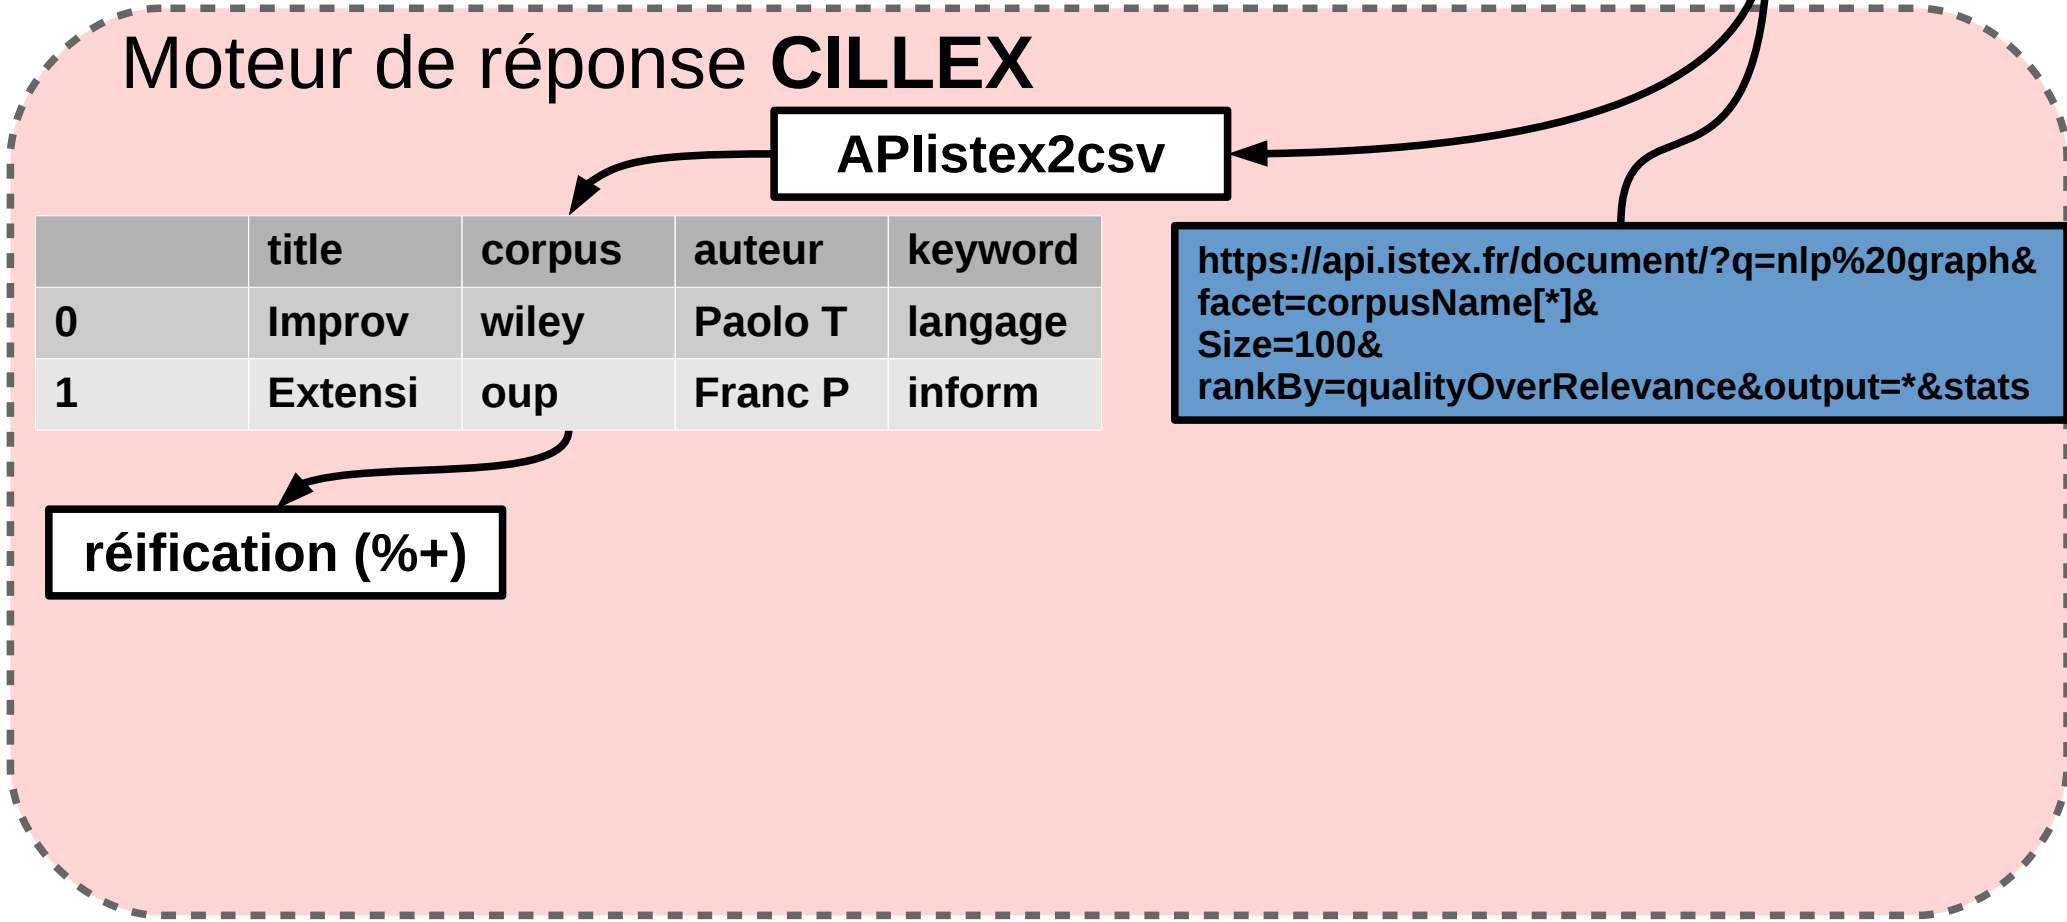 Moteur de réponse CILLEX
APIistex2csv
title corpus auteur keyword
0 Improv wiley Paolo T langage
1 Extensi oup Franc P inform
https://api.istex.fr/document/?q=nlp%20graph&
facet=corpusName[*]&
Size=100&
rankBy=qualityOverRelevance&output=*&stats
réification (%+)